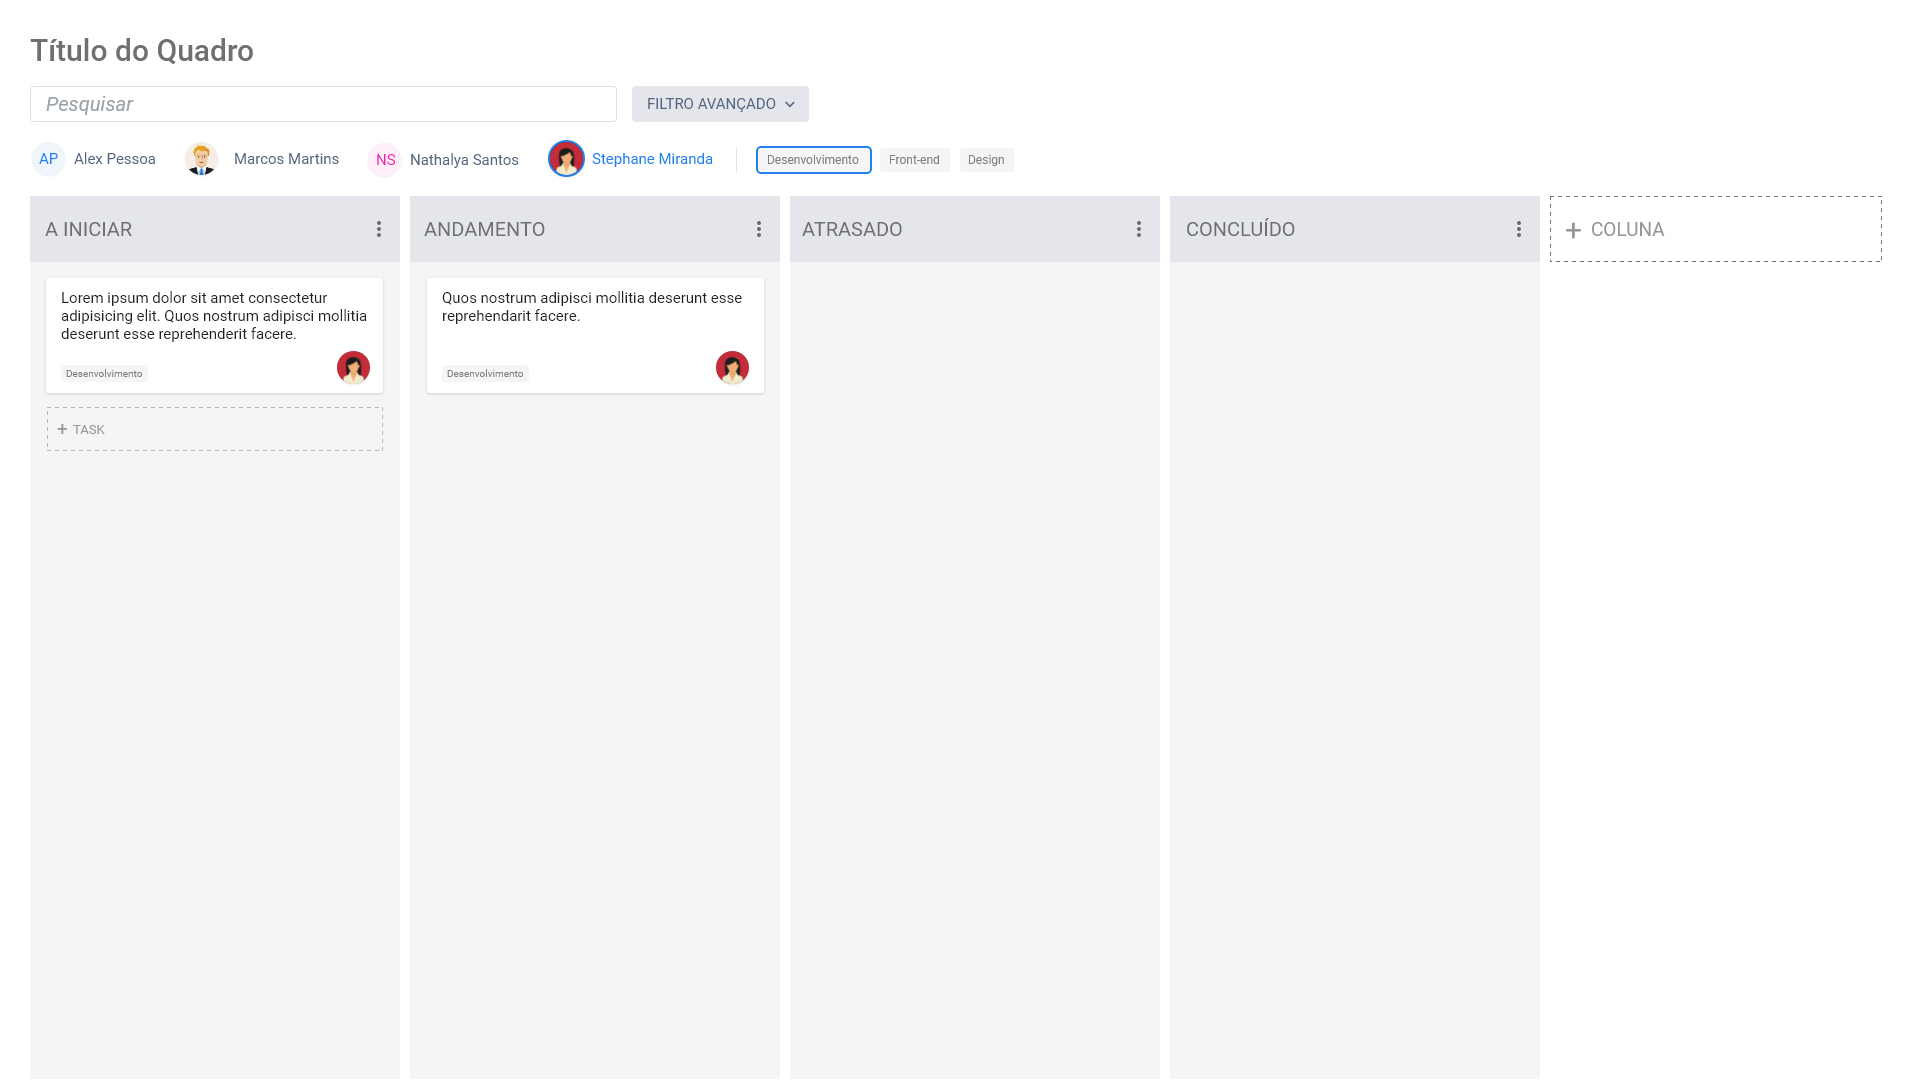 Título do Quadro
Pesquisar
FILTRO AVANÇADO
AP Alex Pessoa
Marcos Martins
NS Nathalya Santos
Stephane Miranda
Desenvolvimento
Front-end
Design
A INICIAR
ANDAMENTO
ATRASADO
CONCLUÍDO
+ COLUNA
Lorem ipsum dolor sit amet consectetur
adipisicing elit. Quos nostrum adipisci mollitia
deserunt esse reprehenderit facere.
Desenvolvimento
+ TASK
Quos nostrum adipisci mollitia deserunt esse
reprehendarit facere.
Desenvolvimento